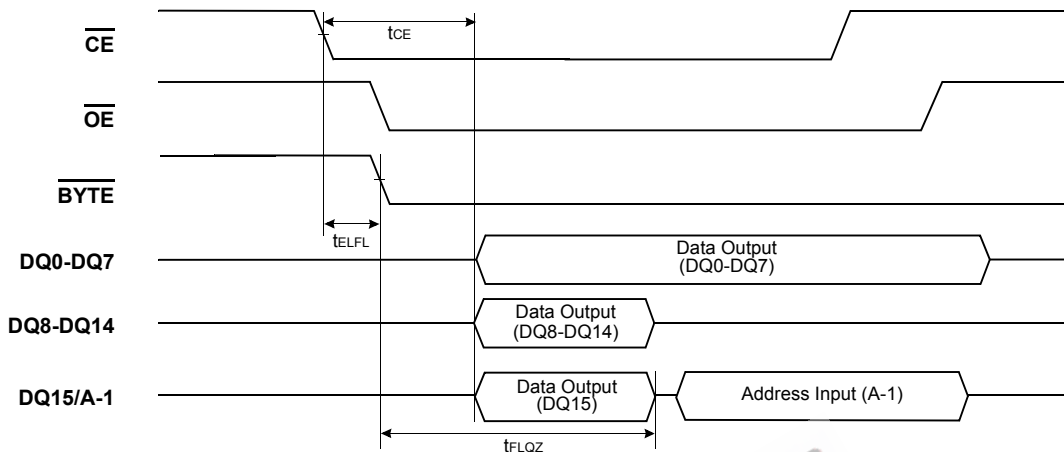 CE
tCE
OE
BYTE
tELFL
DQ0-DQ7
Data Output
(DQ0-DQ7)
DQ8-DQ14
Data Output
(DQ8-DQ14)
DQ15/A-1
Data Output
(DQ15)
Address Input (A-1)
tFLQZ